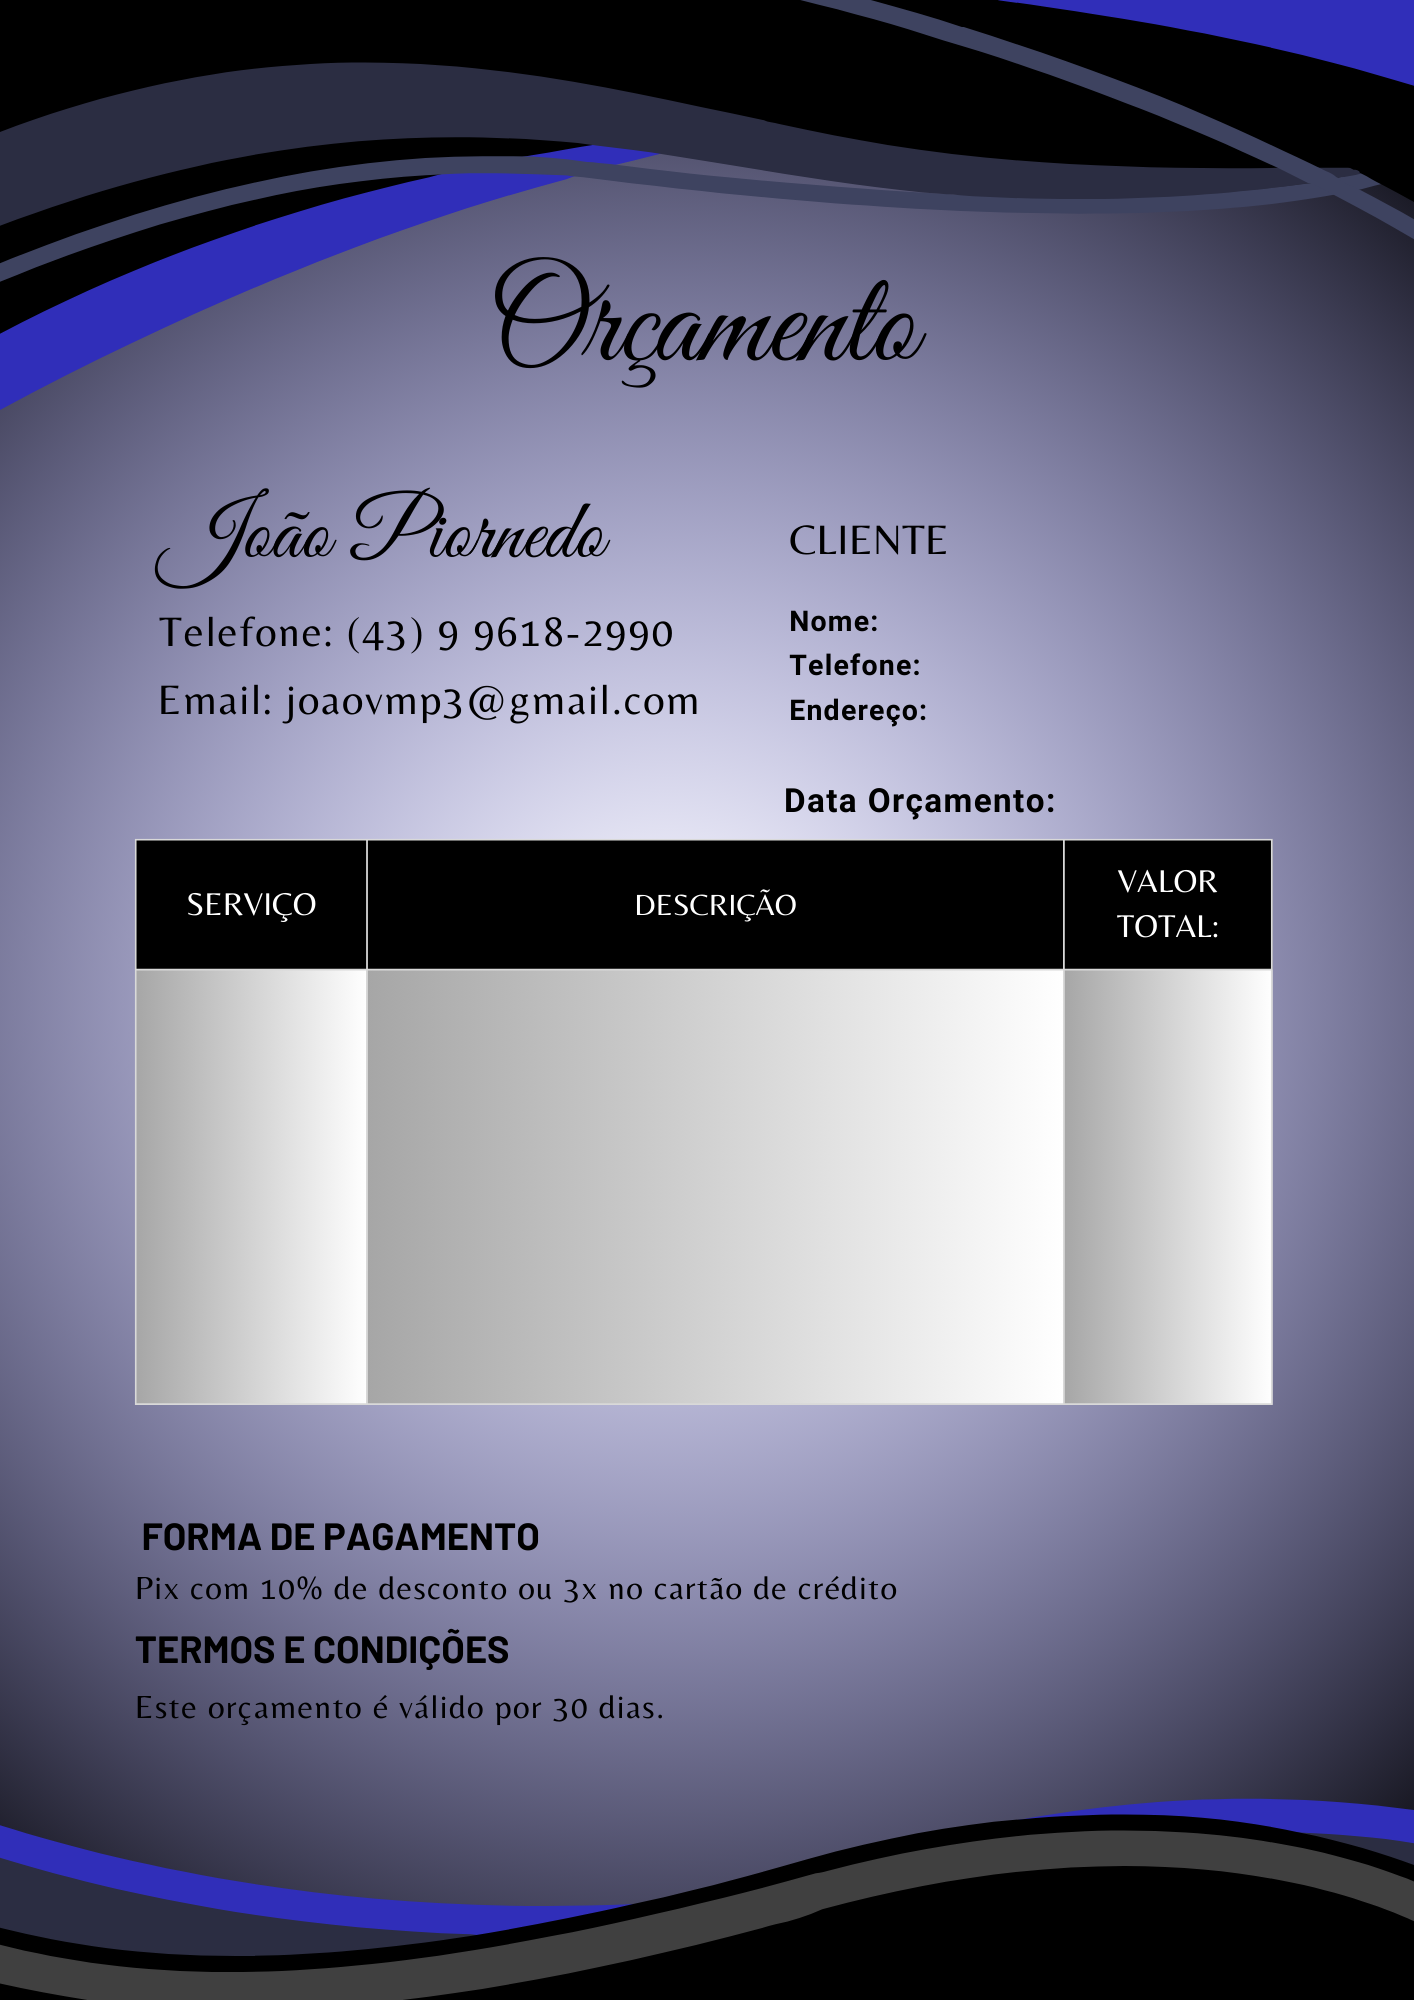 Orçamento
João Piornedo
Telefone: (43) 9 9618-2990
Email: joaovmp3@gmail.com
CLIENTE
Nome:
Telefone:
Endereço:
Data Orçamento:
SERVIÇO
DESCRIÇÃO
VALOR
TOTAL:
FORMA DE PAGAMENTO
Pix com 10% de desconto ou 3x no cartão de crédito
TERMOS E CONDIÇÕES
Este orçamento é válido por 30 dias.